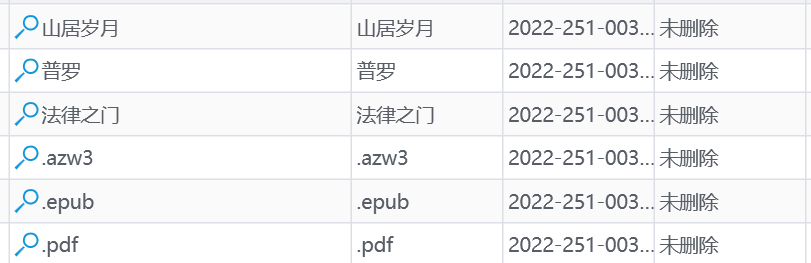 山居岁月 山居岁月 2022-251-003... 未删除
普罗 普罗 2022-251-003... 未删除
法律之门 法律之门 2022-251-003... 未删除
.azw3 .azw3 2022-251-003... 未删除
.epub .epub 2022-251-003... 未删除
.pdf .pdf 2022-251-003... 未删除